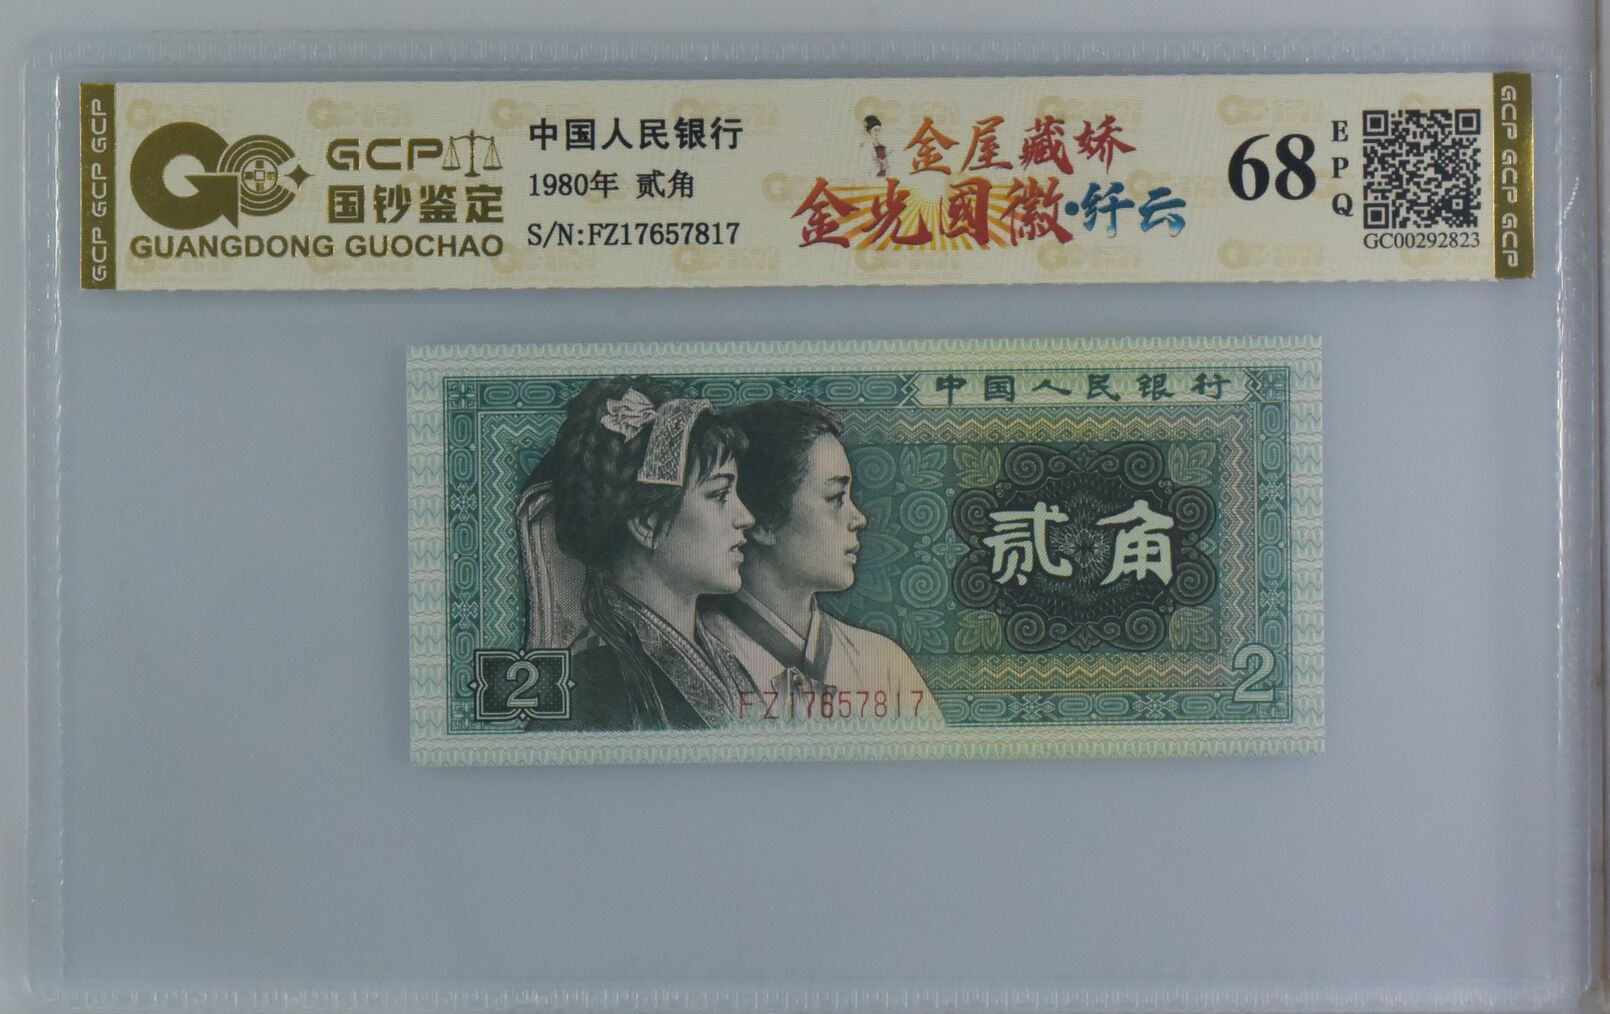 GCP GCP GCP
GCP
国钞鉴定
GUANGDONG GUOCHAO
中国人民银行
1980年 贰角
S/N:FZ17657817
金屋藏娇
金光國徽·纤云
68
EPQ
GC00292823
GCP GCP GCP
中国人民银行
贰角
2
2
FZ17657817